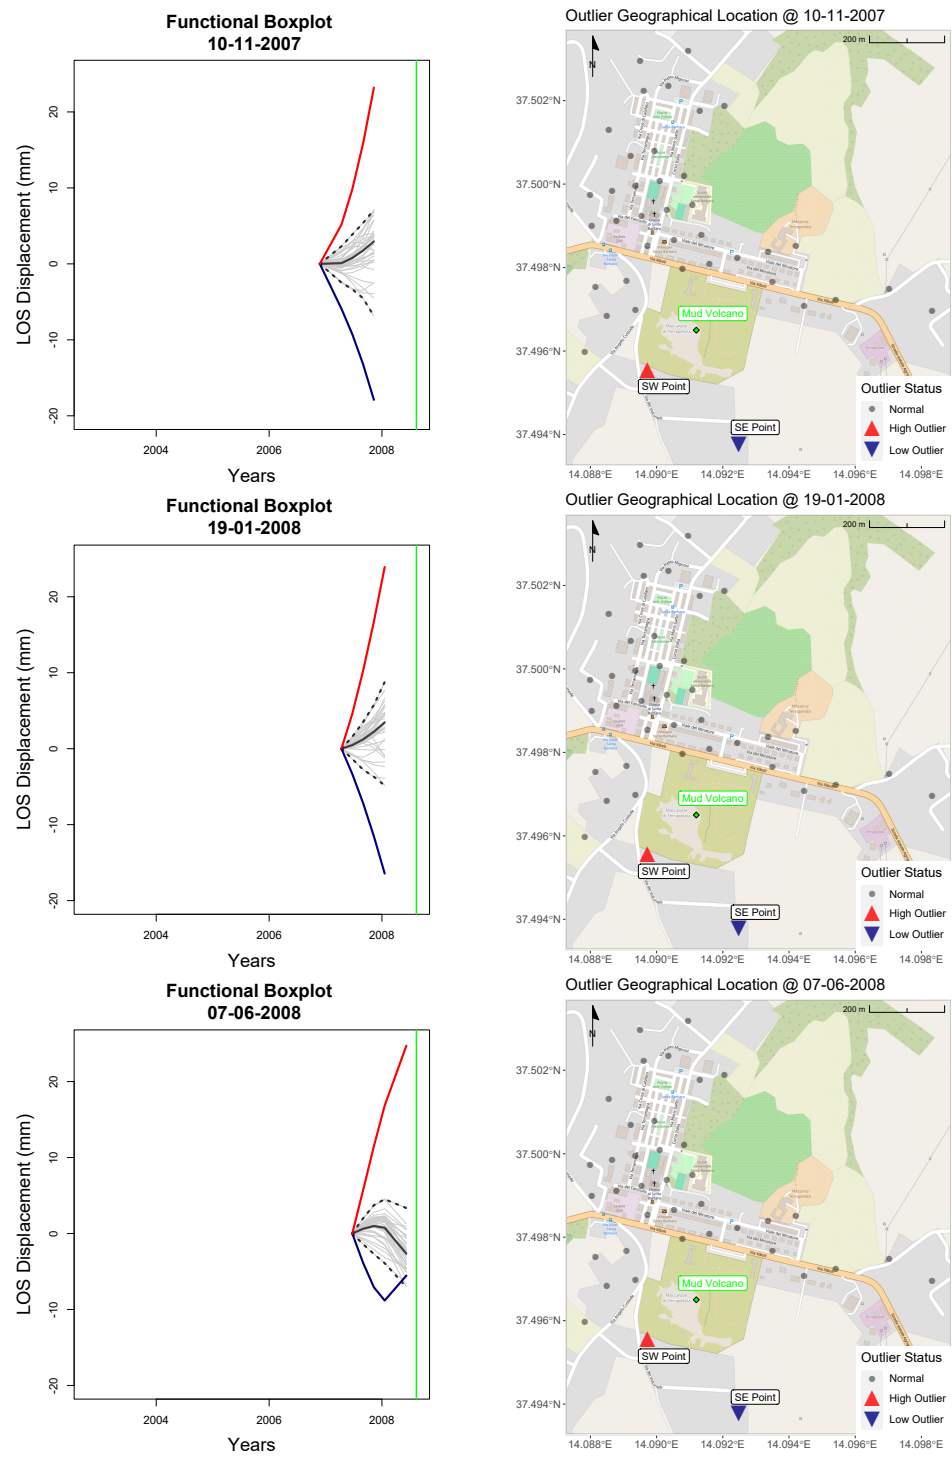 Functional Boxplot
10-11-2007
LOS Displacement (mm)
20
10
0
-10
-20
2004
2006
2008
Years
Outlier Geographical Location @ 10-11-2007
200 m
N
37.502°N
37.500°N
37.498°N
37.496°N
37.494°N
P
P
Via Kibut
Via Kibut
Viale dei Miniatore
Mud Volcano
SW Point
SE Point
Outlier Status
Normal
High Outlier
Low Outlier
14.088°E
14.090°E
14.092°E
14.094°E
14.096°E
14.098°E
Functional Boxplot
19-01-2008
LOS Displacement (mm)
20
10
0
-10
-20
2004
2006
2008
Years
Outlier Geographical Location @ 19-01-2008
200 m
N
37.502°N
37.500°N
37.498°N
37.496°N
37.494°N
P
P
Mud Volcano
SW Point
SE Point
Outlier Status
Normal
High Outlier
Low Outlier
14.088°E
14.090°E
14.092°E
14.094°E
14.096°E
14.098°E
Functional Boxplot
07-06-2008
LOS Displacement (mm)
20
10
0
-10
-20
2004
2006
2008
Years
Outlier Geographical Location @ 07-06-2008
200 m
N
37.502°N
37.500°N
37.498°N
37.496°N
37.494°N
P
P
Mud Volcano
SW Point
SE Point
Outlier Status
Normal
High Outlier
Low Outlier
14.088°E
14.090°E
14.092°E
14.094°E
14.096°E
14.098°E